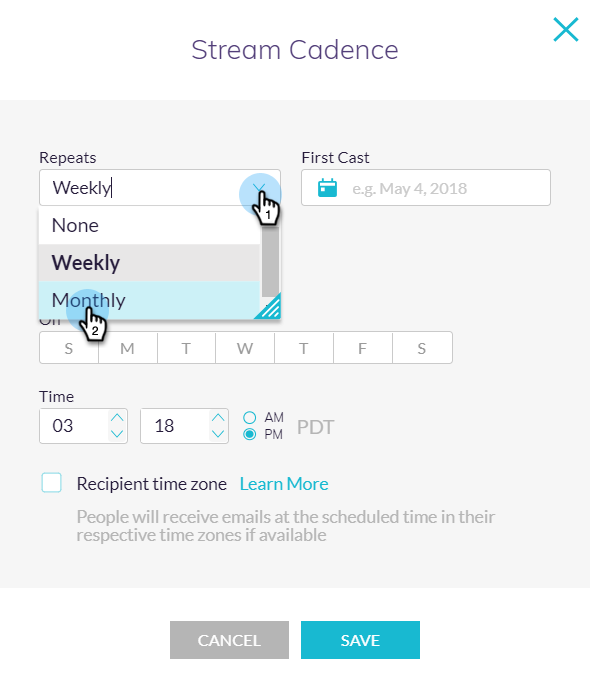 Stream Cadence
Repeats
First Cast
Weekly
e.g. May 4, 2018
1
None
Weekly
Monthly
2
On
S M T W T F S
Time
03 18 AM
PM
PDT
Recipient time zone Learn More
People will receive emails at the scheduled time in their
respective time zones if available
CANCEL SAVE